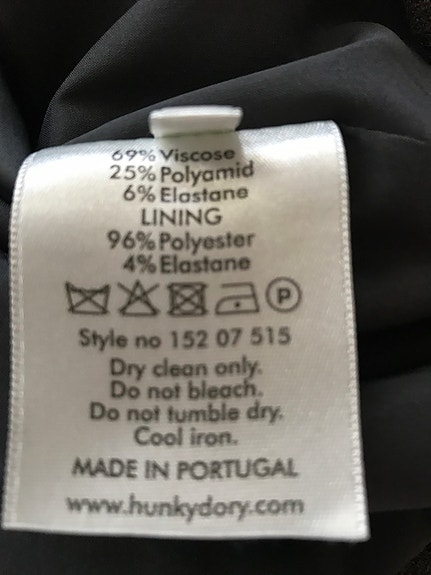 69% Viscose
25% Polyamid
6% Elastane
LINING
96% Polyester
4% Elastane
P
Style no 152 07 515
Dry clean only.
Do not bleach.
Do not tumble dry.
Cool iron.
MADE IN PORTUGAL
www.hunkydory.com